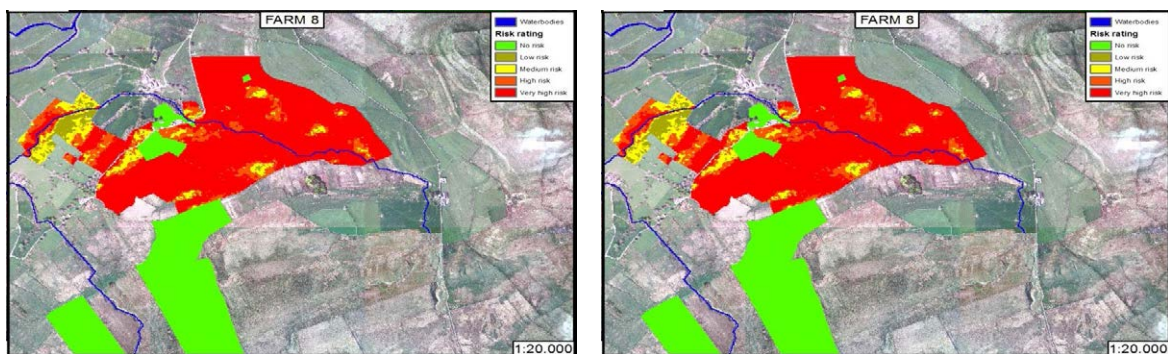 FARM 8
Waterbodies
Risk rating
No risk
Low risk
Medium risk
High risk
Very high risk
1:20.000
FARM 8
Waterbodies
Risk rating
No risk
Low risk
Medium risk
High risk
Very high risk
1:20.000